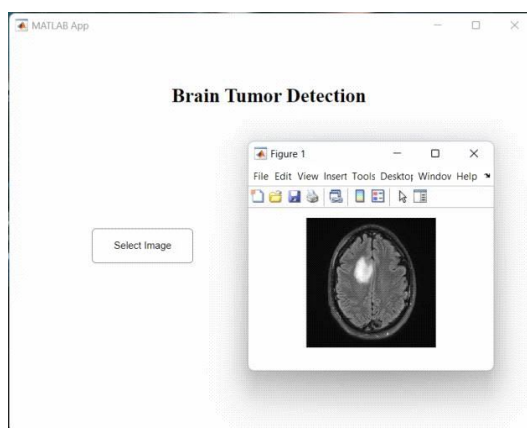 MATLAB App
Brain Tumor Detection
Figure 1
File Edit View Insert Tools Desktop Window Help
Select Image